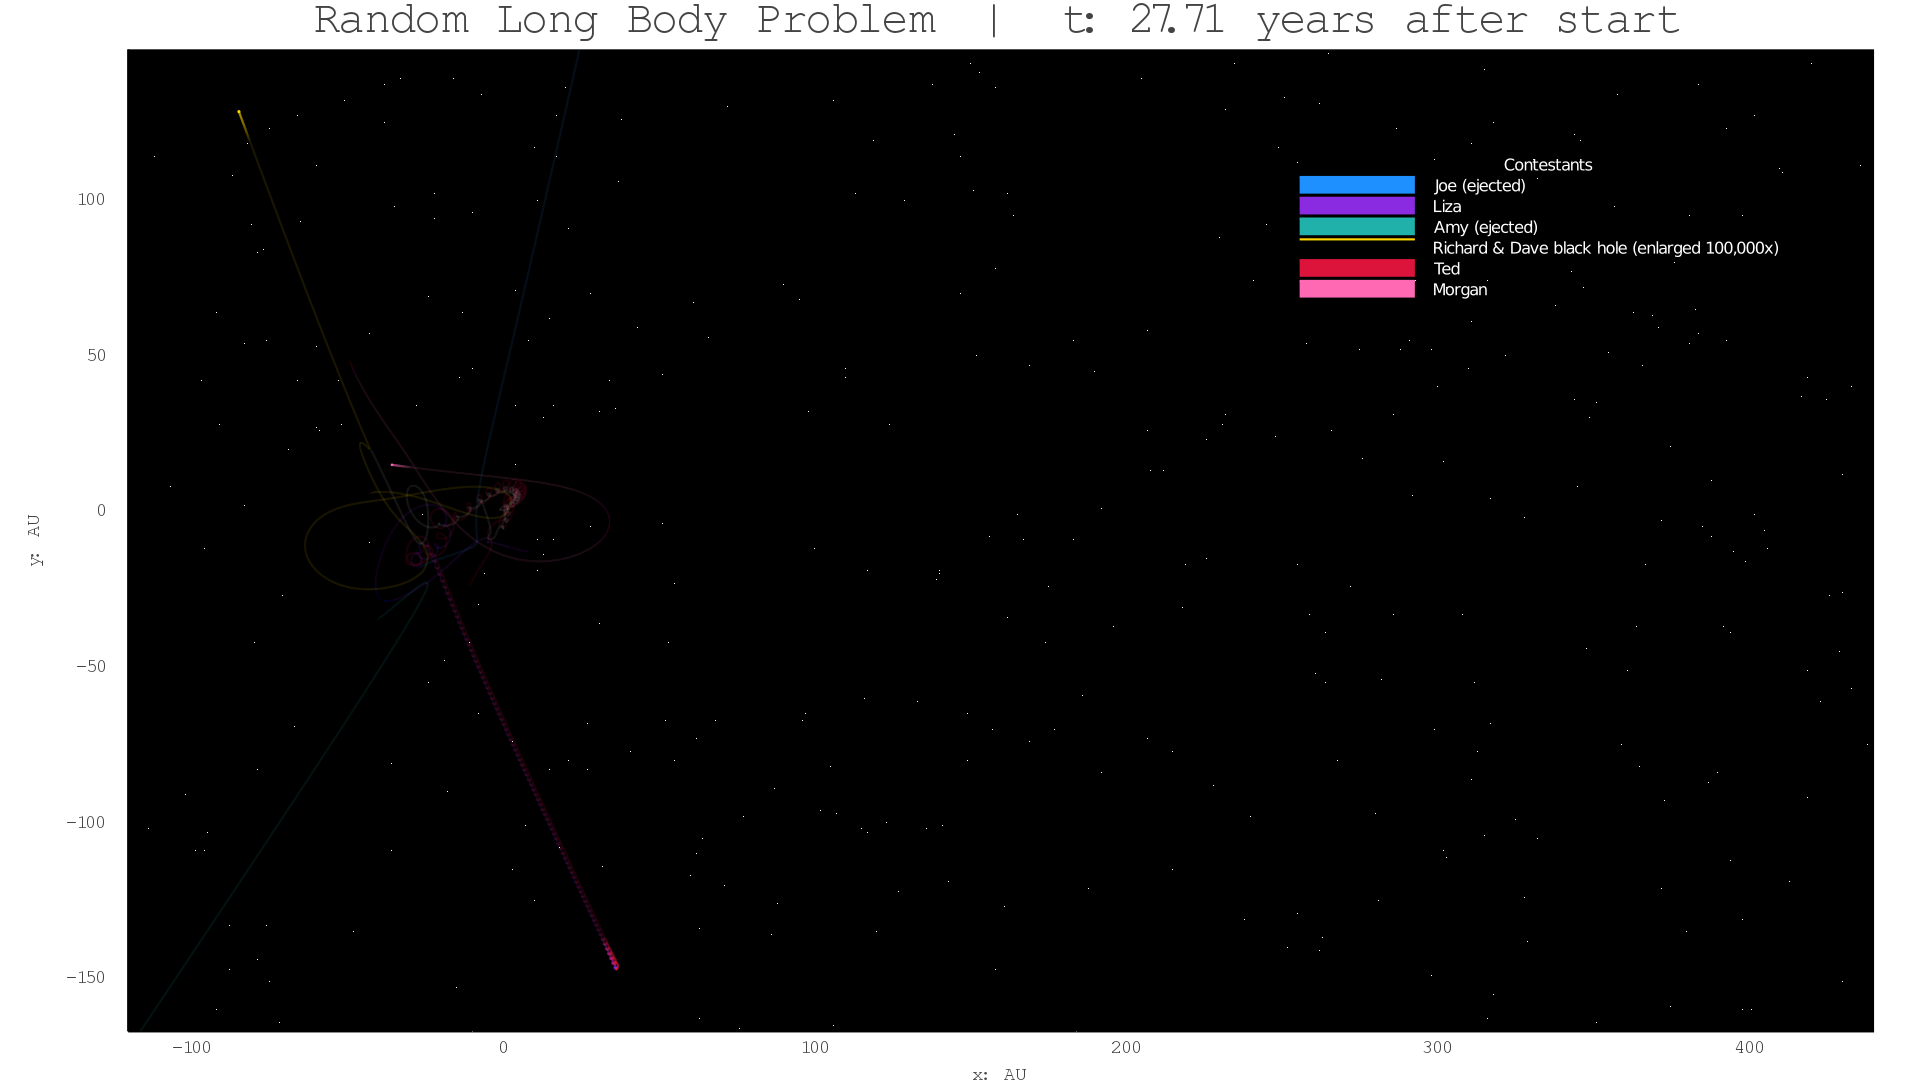 Random Long Body Problem | t: 27.71 years after start
Contestants
Joe (ejected)
Liza
Amy (ejected)
Richard & Dave black hole (enlarged 100,000x)
Ted
Morgan
100
50
0
−50
−100
−150
y: AU
−100 0 100 200 300 400
x: AU